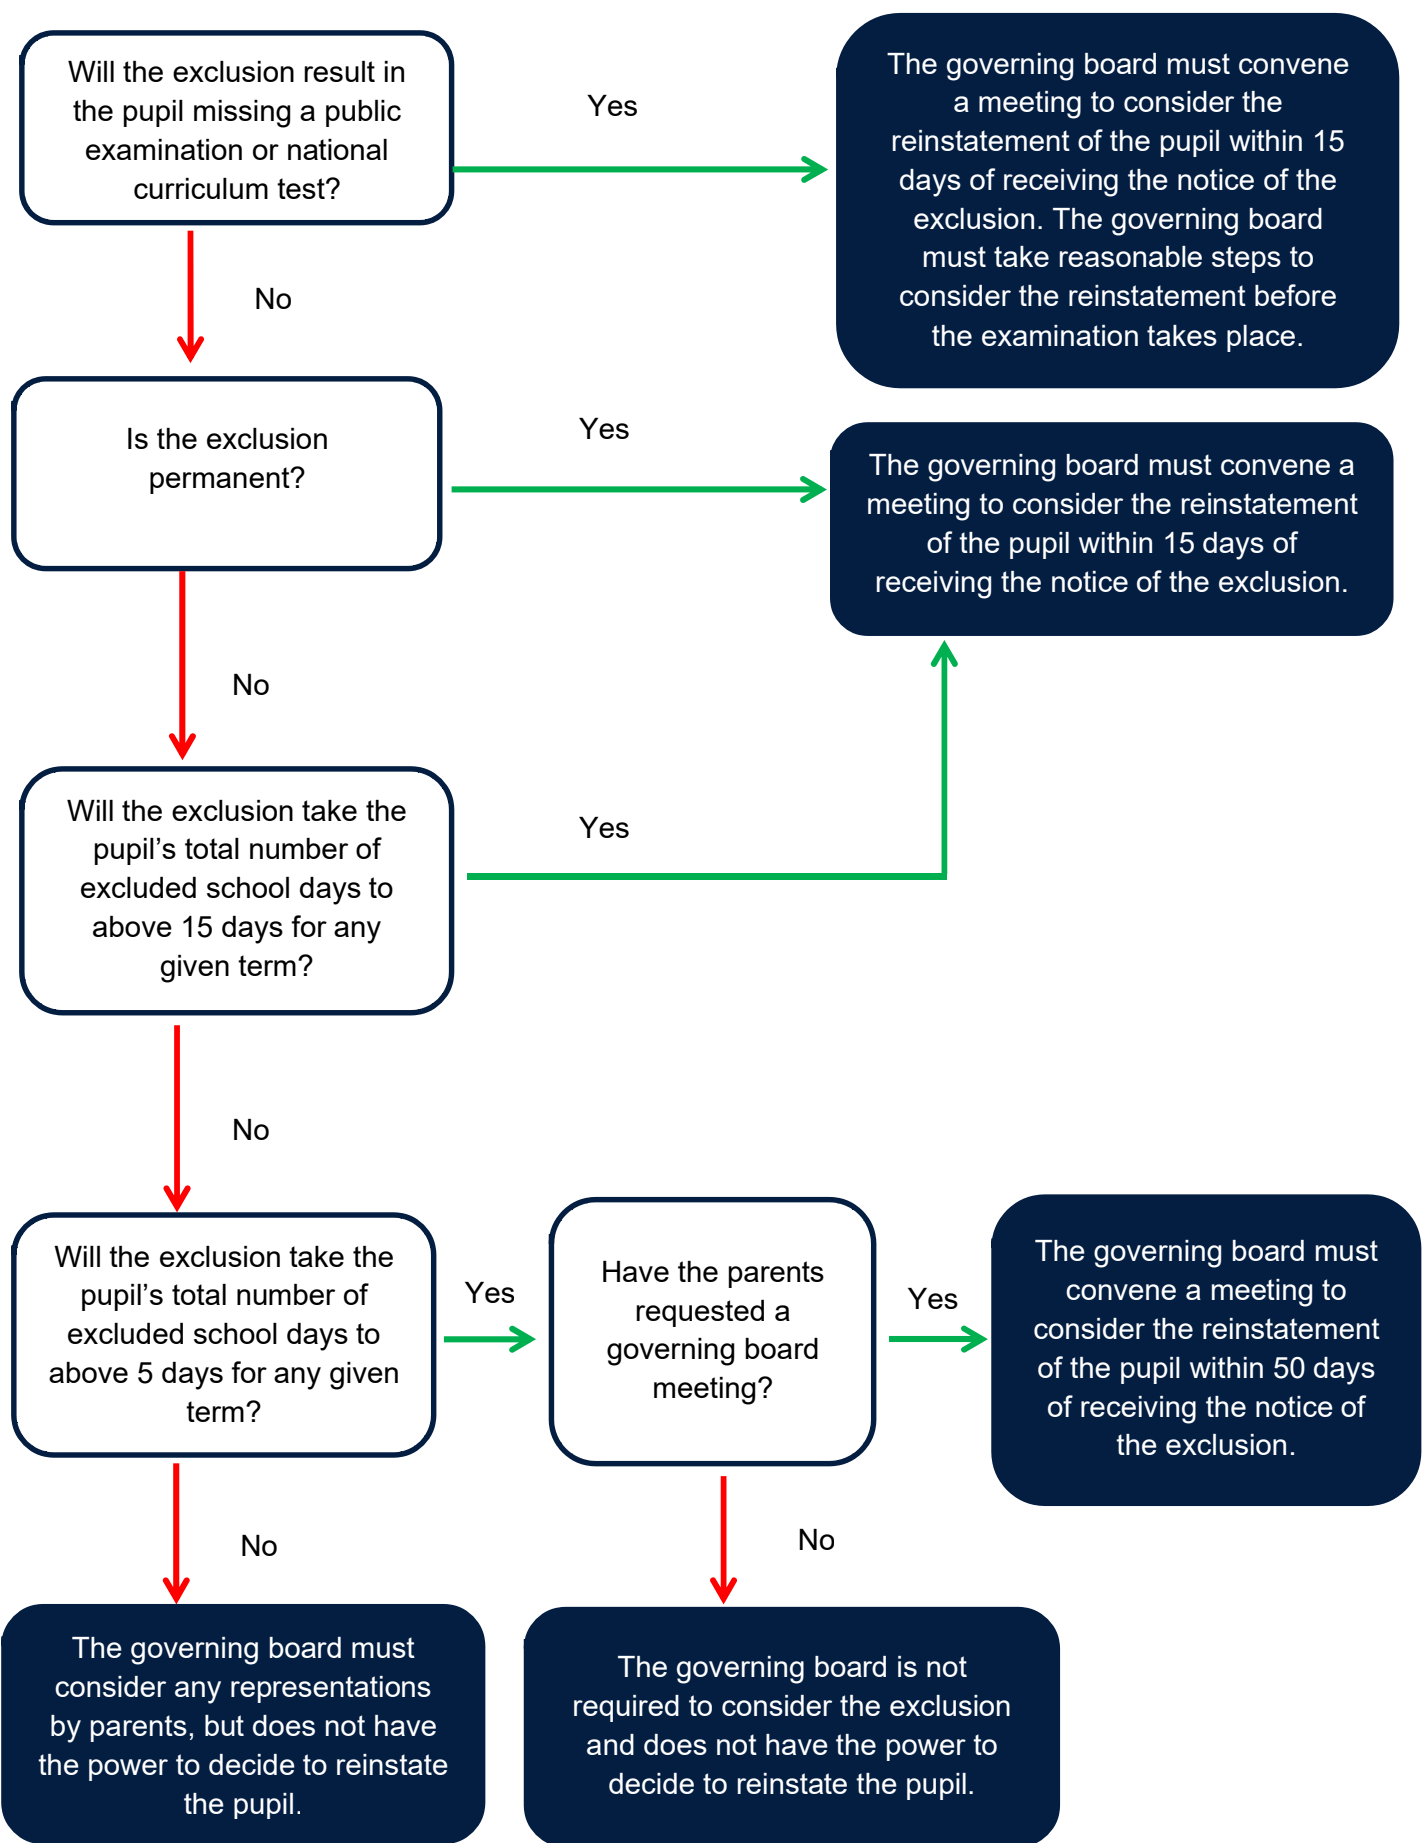 Will the exclusion result in
the pupil missing a public
examination or national
curriculum test?
Yes
The governing board must convene
a meeting to consider the
reinstatement of the pupil within 15
days of receiving the notice of the
exclusion. The governing board
must take reasonable steps to
consider the reinstatement before
the examination takes place.
No
Is the exclusion
permanent?
Yes
The governing board must convene a
meeting to consider the reinstatement
of the pupil within 15 days of
receiving the notice of the exclusion.
No
Will the exclusion take the
pupil’s total number of
excluded school days to
above 15 days for any
given term?
Yes
No
Will the exclusion take the
pupil’s total number of
excluded school days to
above 5 days for any given
term?
Yes
Have the parents
requested a
governing board
meeting?
Yes
The governing board must
convene a meeting to
consider the reinstatement
of the pupil within 50 days
of receiving the notice of
the exclusion.
No
No
The governing board must
consider any representations
by parents, but does not have
the power to decide to reinstate
the pupil.
The governing board is not
required to consider the exclusion
and does not have the power to
decide to reinstate the pupil.